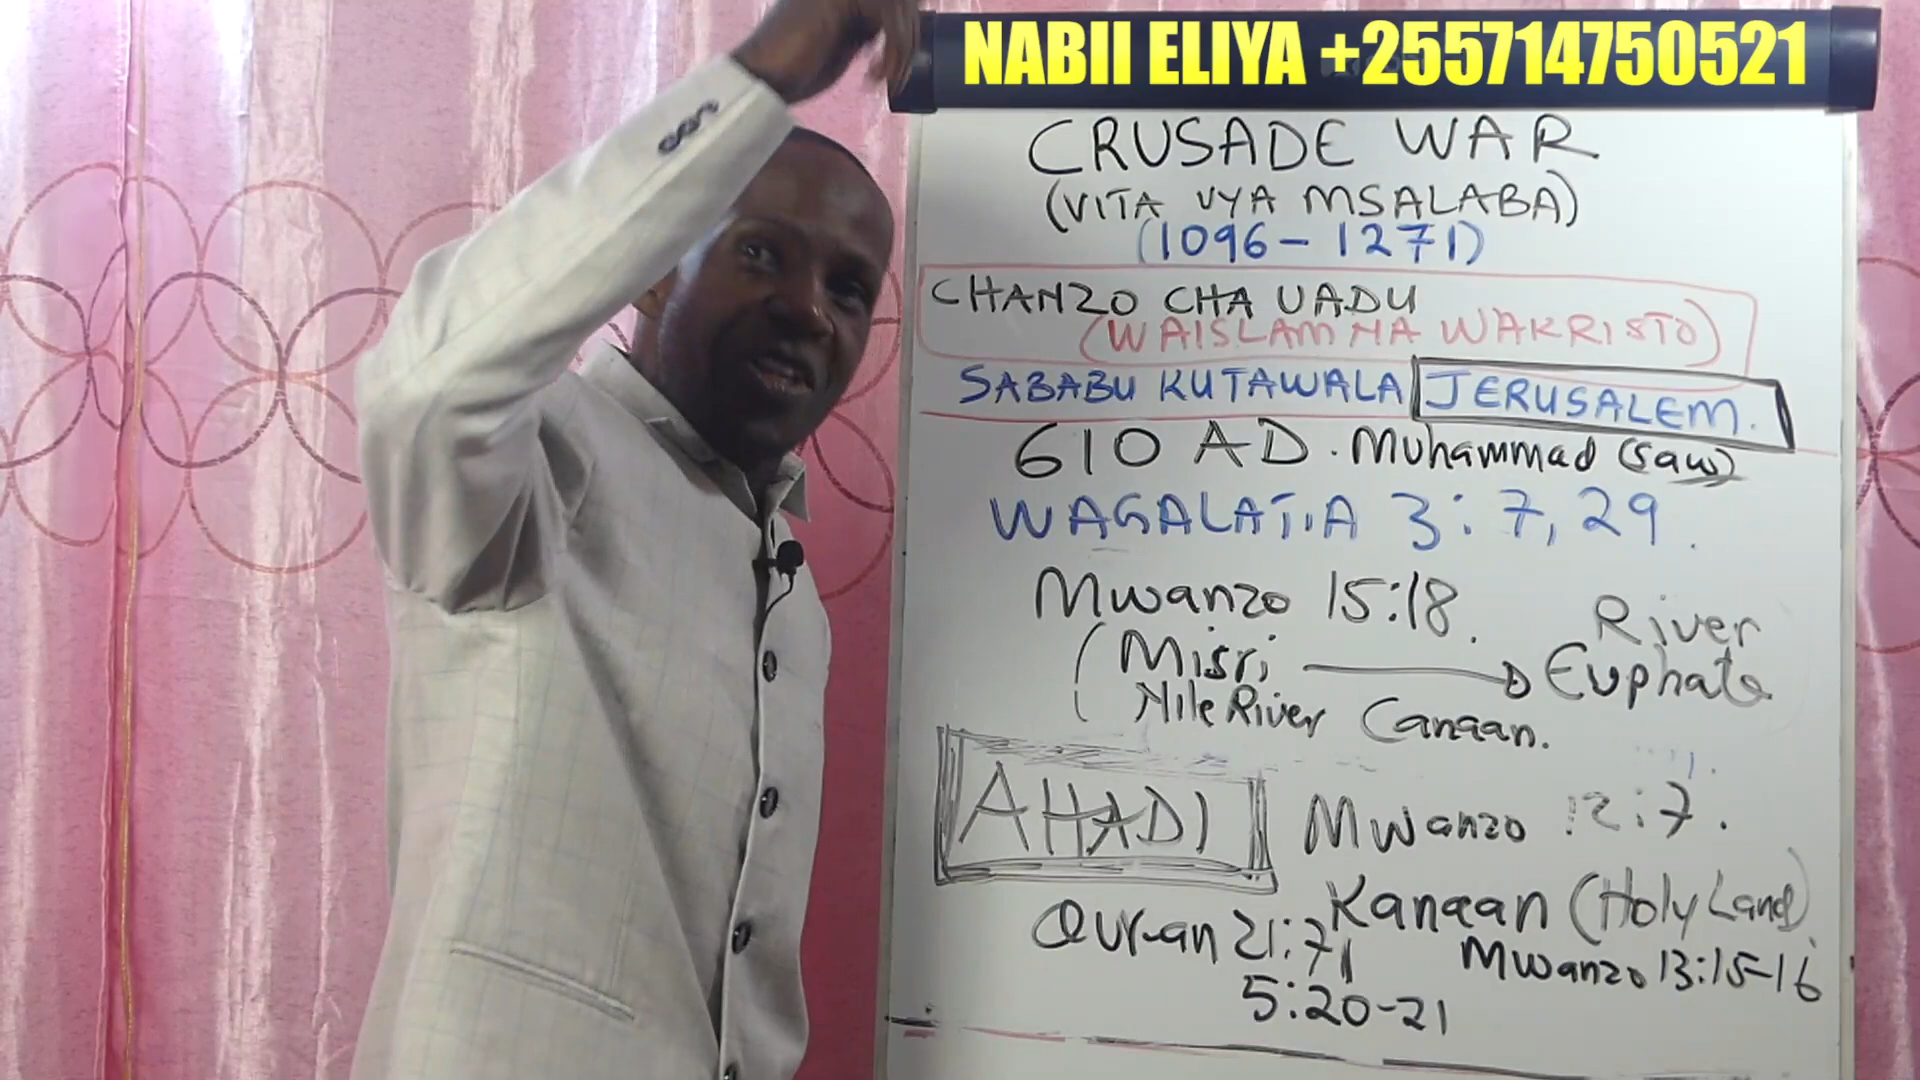 NABII ELIYA +255714750521
CRUSADE WAR
(VITA VYA MSALABA)
(1096-1271)
CHANZO CHA UADU
(WAISLAM NA WAKRISTO)
SABABU KUTAWALA JERUSALEM.
610 AD. Muhammad (saw)
WAGALATIA 3:7,29.
Mwanzo 15:18.
River
(Misri → Euphate
Nile River Canaan.
AHADI Mwanzo 12:7.
Kanaan (Holy Land)
Quran 21:71
Mwanzo 13:15-16
5:20-21